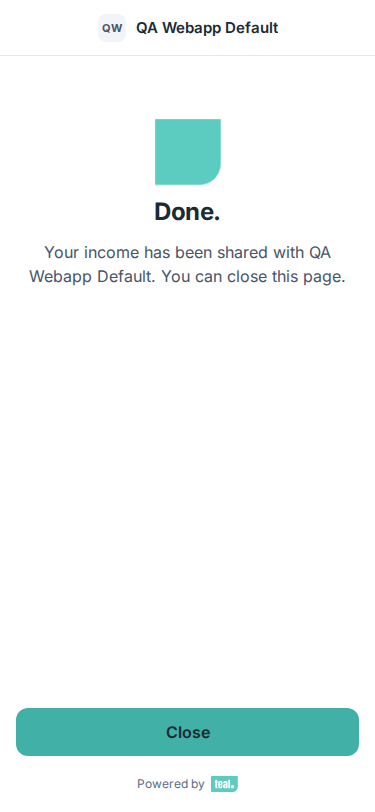 QW QA Webapp Default
Done.
Your income has been shared with QA
Webapp Default. You can close this page.
Close
Powered by teal.